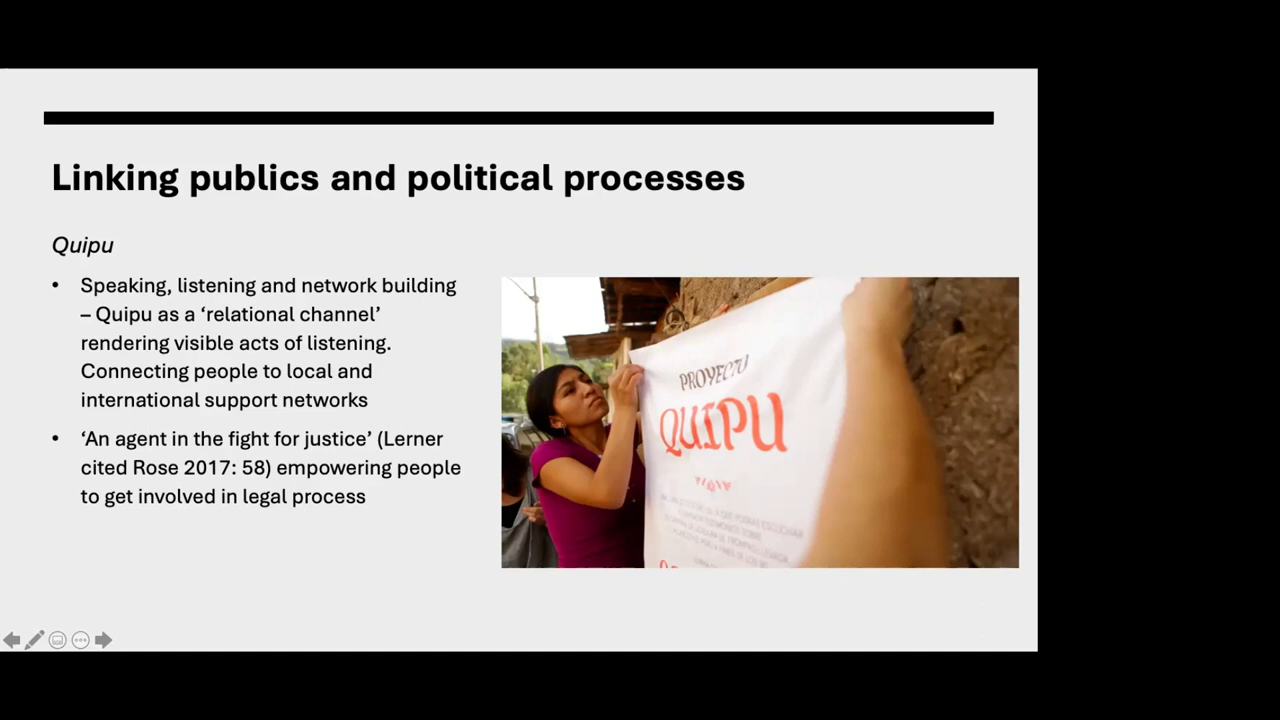 Linking publics and political processes
Quipu
• Speaking, listening and network building
– Quipu as a ‘relational channel’
rendering visible acts of listening.
Connecting people to local and
international support networks
• ‘An agent in the fight for justice’ (Lerner
cited Rose 2017: 58) empowering people
to get involved in legal process
PROYECTO
QUIPU